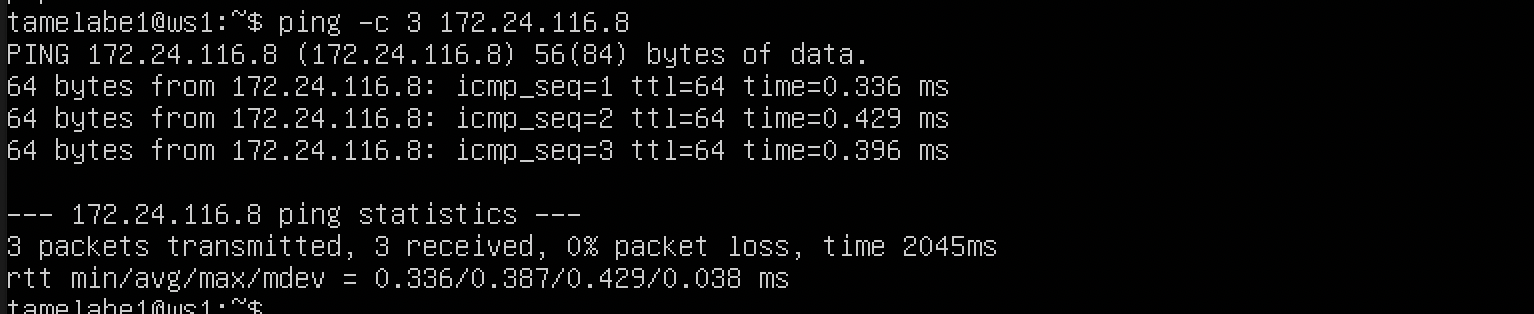 tamelabe1@ws1:~$ ping -c 3 172.24.116.8
PING 172.24.116.8 (172.24.116.8) 56(84) bytes of data.
64 bytes from 172.24.116.8: icmp_seq=1 ttl=64 time=0.336 ms
64 bytes from 172.24.116.8: icmp_seq=2 ttl=64 time=0.429 ms
64 bytes from 172.24.116.8: icmp_seq=3 ttl=64 time=0.396 ms
--- 172.24.116.8 ping statistics ---
3 packets transmitted, 3 received, 0% packet loss, time 2045ms
rtt min/avg/max/mdev = 0.336/0.387/0.429/0.038 ms
tamelabe1@ws1:~$